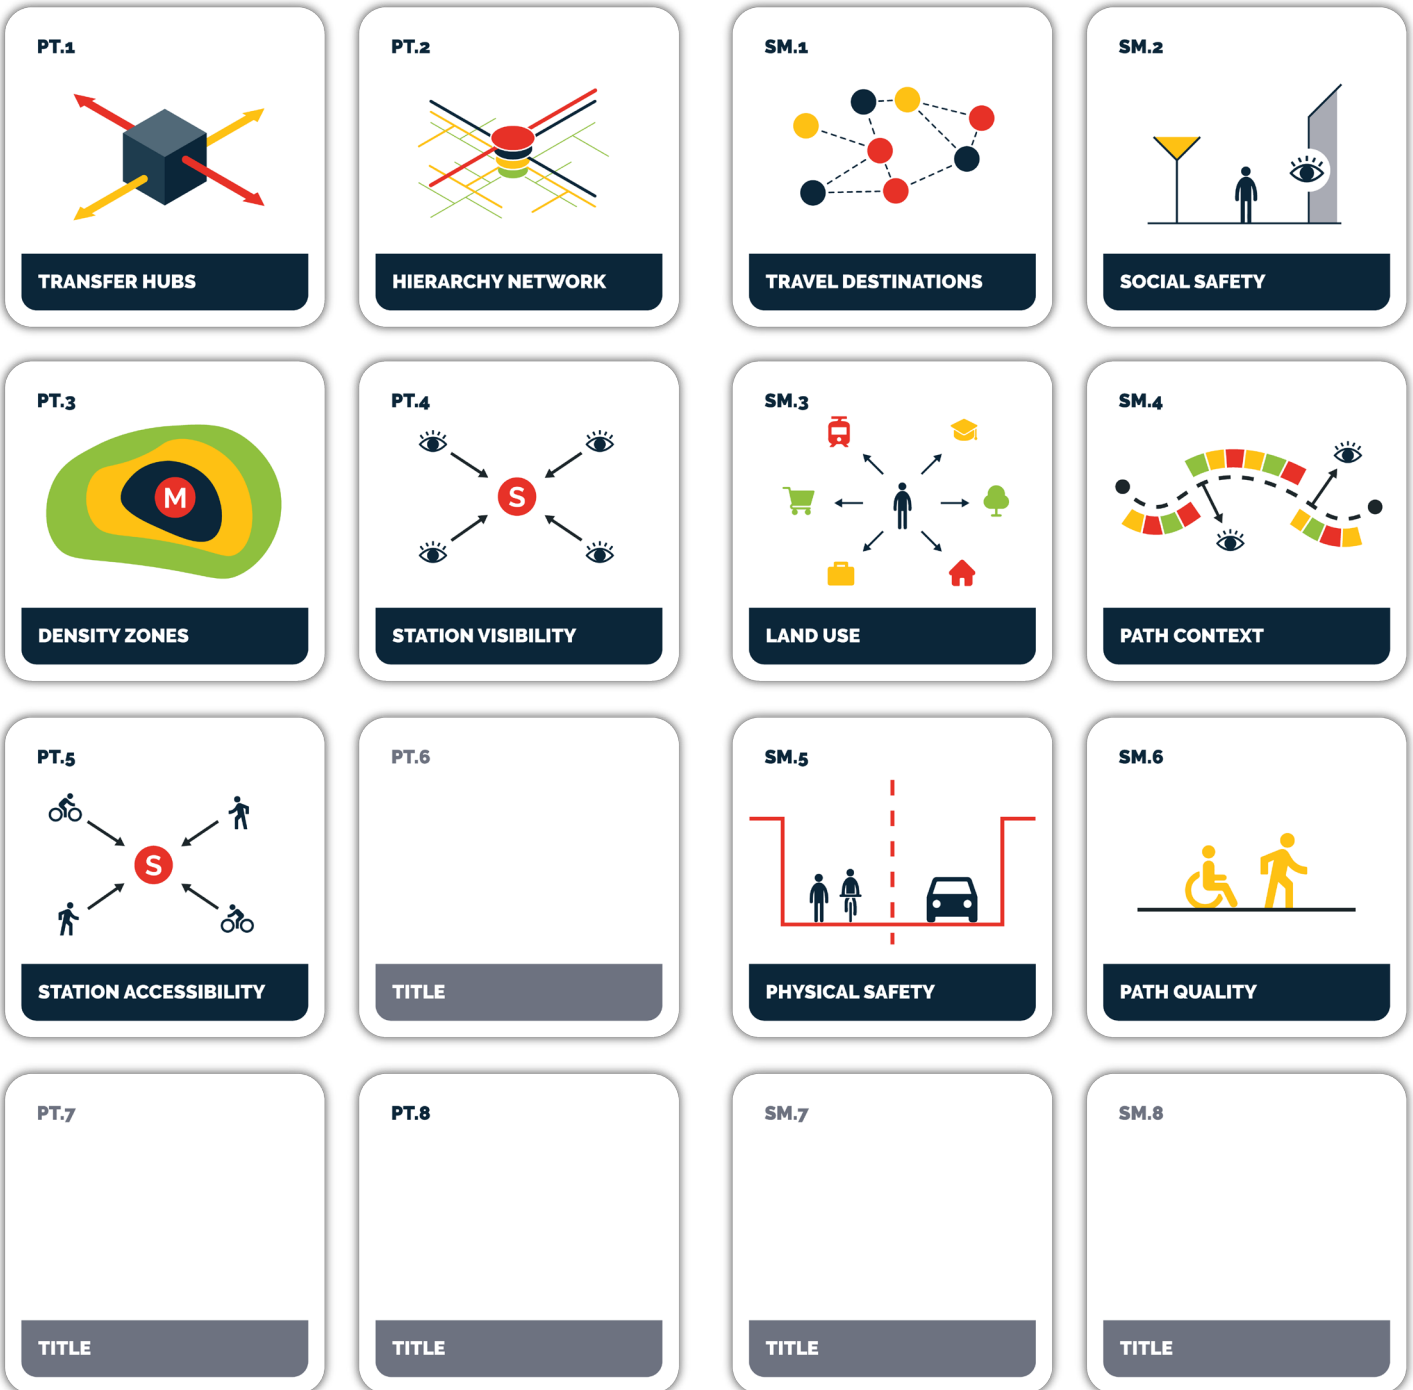 PT.1
TRANSFER HUBS
PT.2
HIERARCHY NETWORK
SM.1
TRAVEL DESTINATIONS
SM.2
SOCIAL SAFETY
PT.3
M
DENSITY ZONES
PT.4
S
STATION VISIBILITY
SM.3
LAND USE
SM.4
PATH CONTEXT
PT.5
S
STATION ACCESSIBILITY
PT.6
TITLE
SM.5
PHYSICAL SAFETY
SM.6
PATH QUALITY
PT.7
TITLE
PT.8
TITLE
SM.7
TITLE
SM.8
TITLE